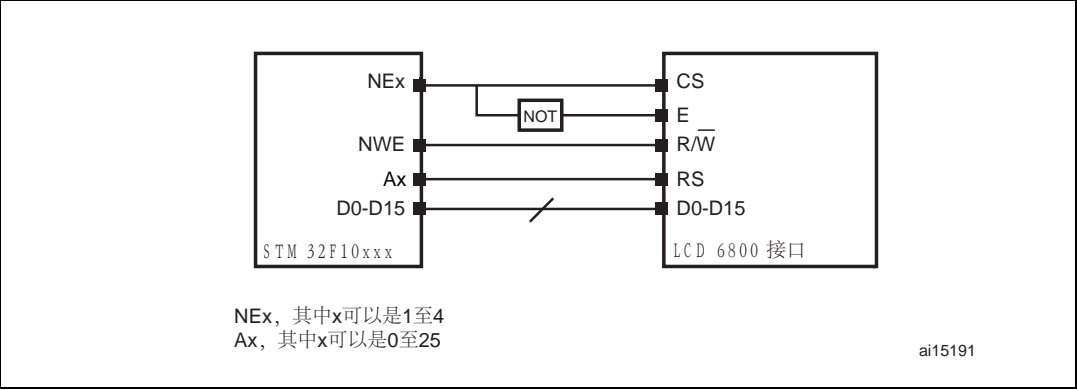 NEx
CS
NOT
E
NWE
R/W̅
Ax
RS
D0-D15
D0-D15
STM 32F10xxx
LCD 6800 接口
NEx，其中x可以是1至4
Ax，其中x可以是0至25
ai15191